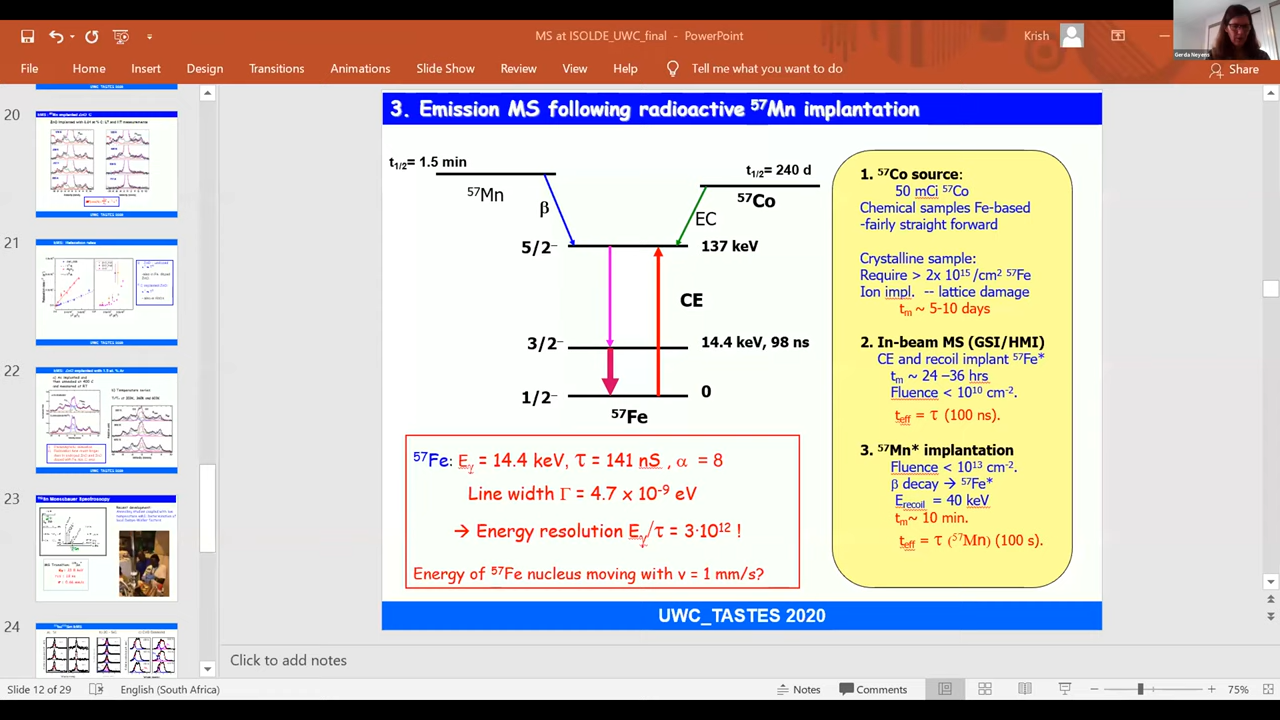 MS at ISOLDE_UWC_final - PowerPoint
Krish
Gerda Neyens
File Home Insert Design Transitions Animations Slide Show Review View Help Tell me what you want to do Share
20
21
22
23
24
UWC_TASTES 2020
3. Emission MS following radioactive ⁵⁷Mn implantation
t1/2= 1.5 min
⁵⁷Mn
β
t1/2= 240 d
⁵⁷Co
EC
5/2⁻
137 keV
CE
3/2⁻
14.4 keV, 98 ns
1/2⁻
0
⁵⁷Fe
⁵⁷Fe: Eγ = 14.4 keV, τ = 141 nS , α = 8
Line width Γ = 4.7 x 10⁻⁹ eV
→ Energy resolution Eγ/τ = 3·10¹² !
Energy of ⁵⁷Fe nucleus moving with v = 1 mm/s?
1. ⁵⁷Co source:
50 mCi ⁵⁷Co
Chemical samples Fe-based
-fairly straight forward
Crystalline sample:
Require > 2x 10¹⁵/cm² ⁵⁷Fe
Ion impl. -- lattice damage
tm ~ 5-10 days
2. In-beam MS (GSI/HMI)
CE and recoil implant ⁵⁷Fe*
tm ~ 24 –36 hrs
Fluence < 10¹⁰ cm⁻².
teff = τ (100 ns).
3. ⁵⁷Mn* implantation
Fluence < 10¹³ cm⁻².
β decay → ⁵⁷Fe*
Erecoil = 40 keV
tm~ 10 min.
teff = τ (⁵⁷Mn) (100 s).
UWC_TASTES 2020
Click to add notes
Slide 12 of 29 English (South Africa) Notes Comments 75%